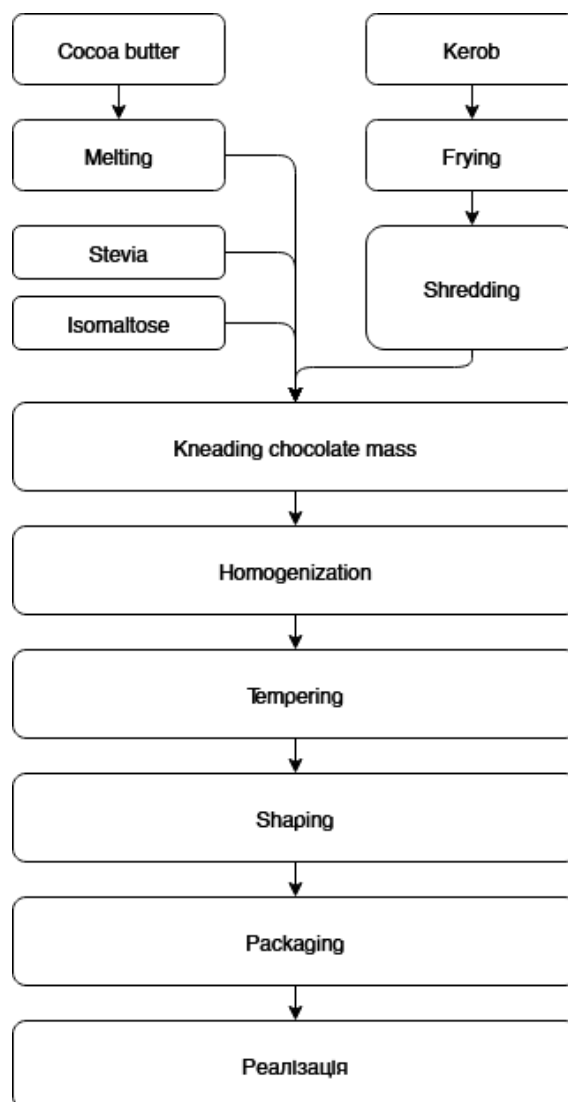 Cocoa butter
Kerob
Melting
Frying
Stevia
Shredding
Isomaltose
Kneading chocolate mass
Homogenization
Tempering
Shaping
Packaging
Реалізація